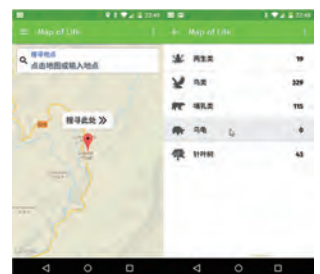 Map of Life
搜寻地点
点击地图或输入地点
搜寻此处 »
Map of Life
两生类 19
鸟类 329
哺乳类 115
乌龟 6
针叶树 43